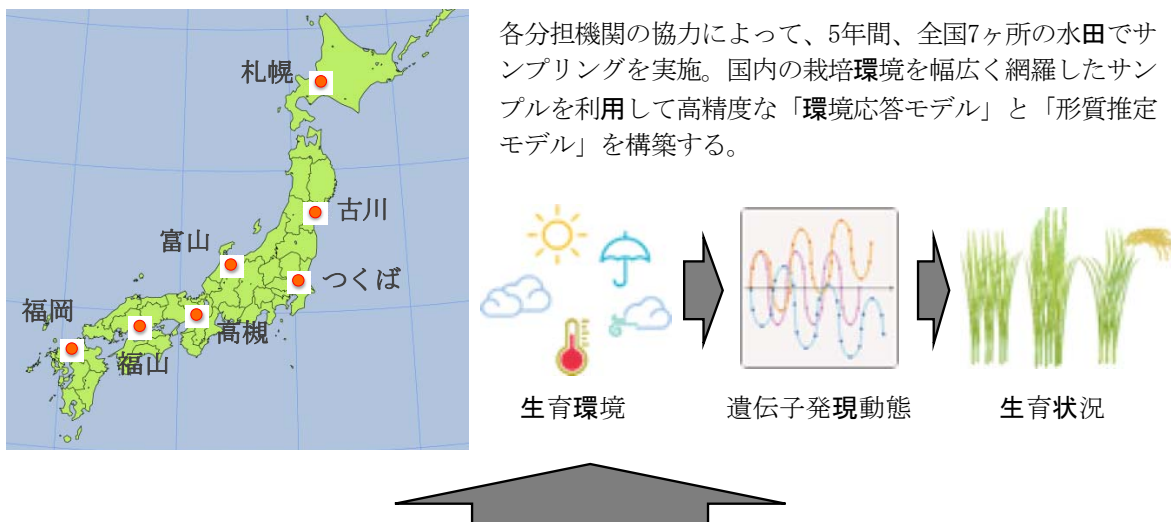 各分担機関の協力によって、5年間、全国7ヶ所の水田でサ
ンプリングを実施。国内の栽培環境を幅広く網羅したサン
プルを利用して高精度な「環境応答モデル」と「形質推定
モデル」を構築する。
札幌
古川
富山
つくば
福岡
高槻
福山
生育環境
遺伝子発現動態
生育状況